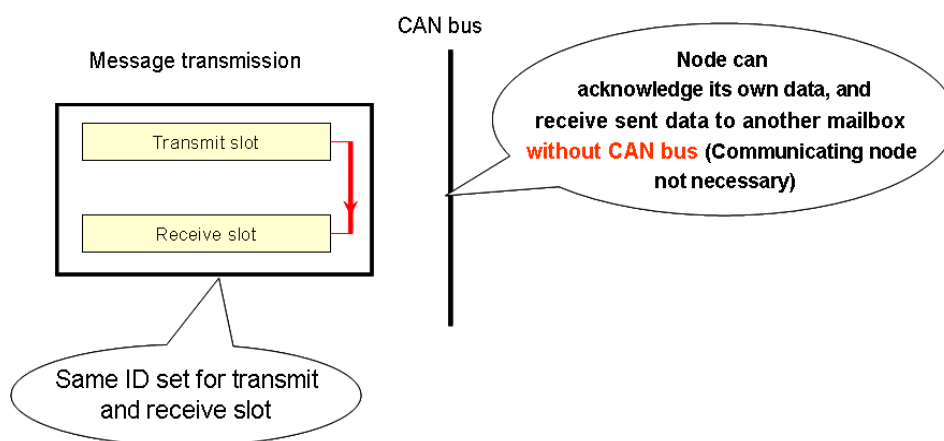 CAN bus
Message transmission
Transmit slot
Receive slot
Node can
acknowledge its own data, and
receive sent data to another mailbox
without CAN bus (Communicating node
not necessary)
Same ID set for transmit
and receive slot